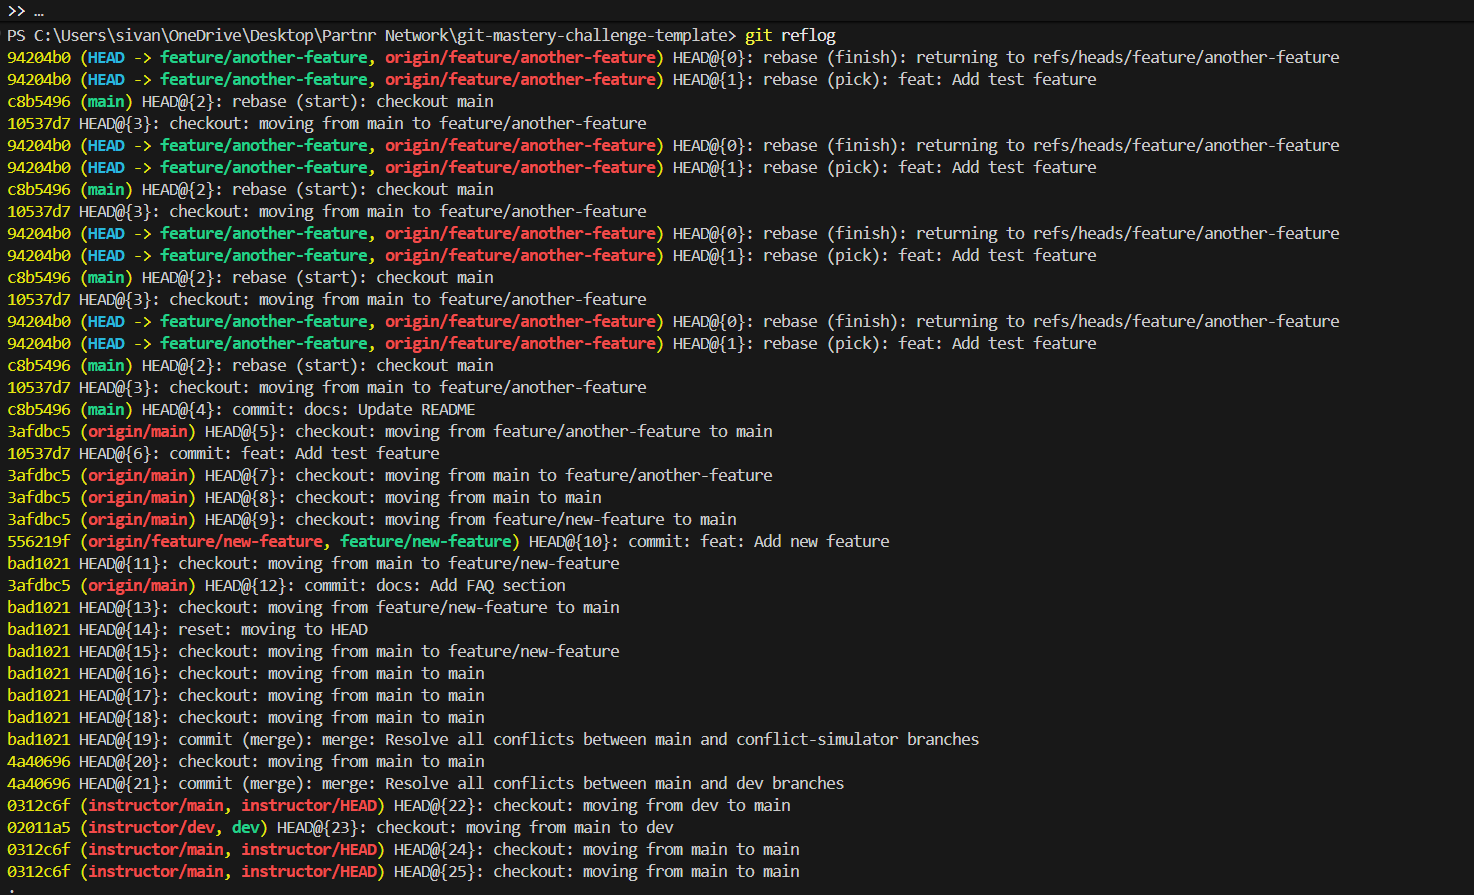 >> …
PS C:\Users\sivan\OneDrive\Desktop\Partnr Network\git-mastery-challenge-template> git reflog
94204b0 (HEAD -> feature/another-feature, origin/feature/another-feature) HEAD@{0}: rebase (finish): returning to refs/heads/feature/another-feature
94204b0 (HEAD -> feature/another-feature, origin/feature/another-feature) HEAD@{1}: rebase (pick): feat: Add test feature
c8b5496 (main) HEAD@{2}: rebase (start): checkout main
10537d7 HEAD@{3}: checkout: moving from main to feature/another-feature
94204b0 (HEAD -> feature/another-feature, origin/feature/another-feature) HEAD@{0}: rebase (finish): returning to refs/heads/feature/another-feature
94204b0 (HEAD -> feature/another-feature, origin/feature/another-feature) HEAD@{1}: rebase (pick): feat: Add test feature
c8b5496 (main) HEAD@{2}: rebase (start): checkout main
10537d7 HEAD@{3}: checkout: moving from main to feature/another-feature
94204b0 (HEAD -> feature/another-feature, origin/feature/another-feature) HEAD@{0}: rebase (finish): returning to refs/heads/feature/another-feature
94204b0 (HEAD -> feature/another-feature, origin/feature/another-feature) HEAD@{1}: rebase (pick): feat: Add test feature
c8b5496 (main) HEAD@{2}: rebase (start): checkout main
10537d7 HEAD@{3}: checkout: moving from main to feature/another-feature
94204b0 (HEAD -> feature/another-feature, origin/feature/another-feature) HEAD@{0}: rebase (finish): returning to refs/heads/feature/another-feature
94204b0 (HEAD -> feature/another-feature, origin/feature/another-feature) HEAD@{1}: rebase (pick): feat: Add test feature
c8b5496 (main) HEAD@{2}: rebase (start): checkout main
10537d7 HEAD@{3}: checkout: moving from main to feature/another-feature
c8b5496 (main) HEAD@{4}: commit: docs: Update README
3afdbc5 (origin/main) HEAD@{5}: checkout: moving from feature/another-feature to main
10537d7 HEAD@{6}: commit: feat: Add test feature
3afdbc5 (origin/main) HEAD@{7}: checkout: moving from main to feature/another-feature
3afdbc5 (origin/main) HEAD@{8}: checkout: moving from main to main
3afdbc5 (origin/main) HEAD@{9}: checkout: moving from feature/new-feature to main
556219f (origin/feature/new-feature, feature/new-feature) HEAD@{10}: commit: feat: Add new feature
bad1021 HEAD@{11}: checkout: moving from main to feature/new-feature
3afdbc5 (origin/main) HEAD@{12}: commit: docs: Add FAQ section
bad1021 HEAD@{13}: checkout: moving from feature/new-feature to main
bad1021 HEAD@{14}: reset: moving to HEAD
bad1021 HEAD@{15}: checkout: moving from main to feature/new-feature
bad1021 HEAD@{16}: checkout: moving from main to main
bad1021 HEAD@{17}: checkout: moving from main to main
bad1021 HEAD@{18}: checkout: moving from main to main
bad1021 HEAD@{19}: commit (merge): merge: Resolve all conflicts between main and conflict-simulator branches
4a40696 HEAD@{20}: checkout: moving from main to main
4a40696 HEAD@{21}: commit (merge): merge: Resolve all conflicts between main and dev branches
0312c6f (instructor/main, instructor/HEAD) HEAD@{22}: checkout: moving from dev to main
02011a5 (instructor/dev, dev) HEAD@{23}: checkout: moving from main to dev
0312c6f (instructor/main, instructor/HEAD) HEAD@{24}: checkout: moving from main to main
0312c6f (instructor/main, instructor/HEAD) HEAD@{25}: checkout: moving from main to main